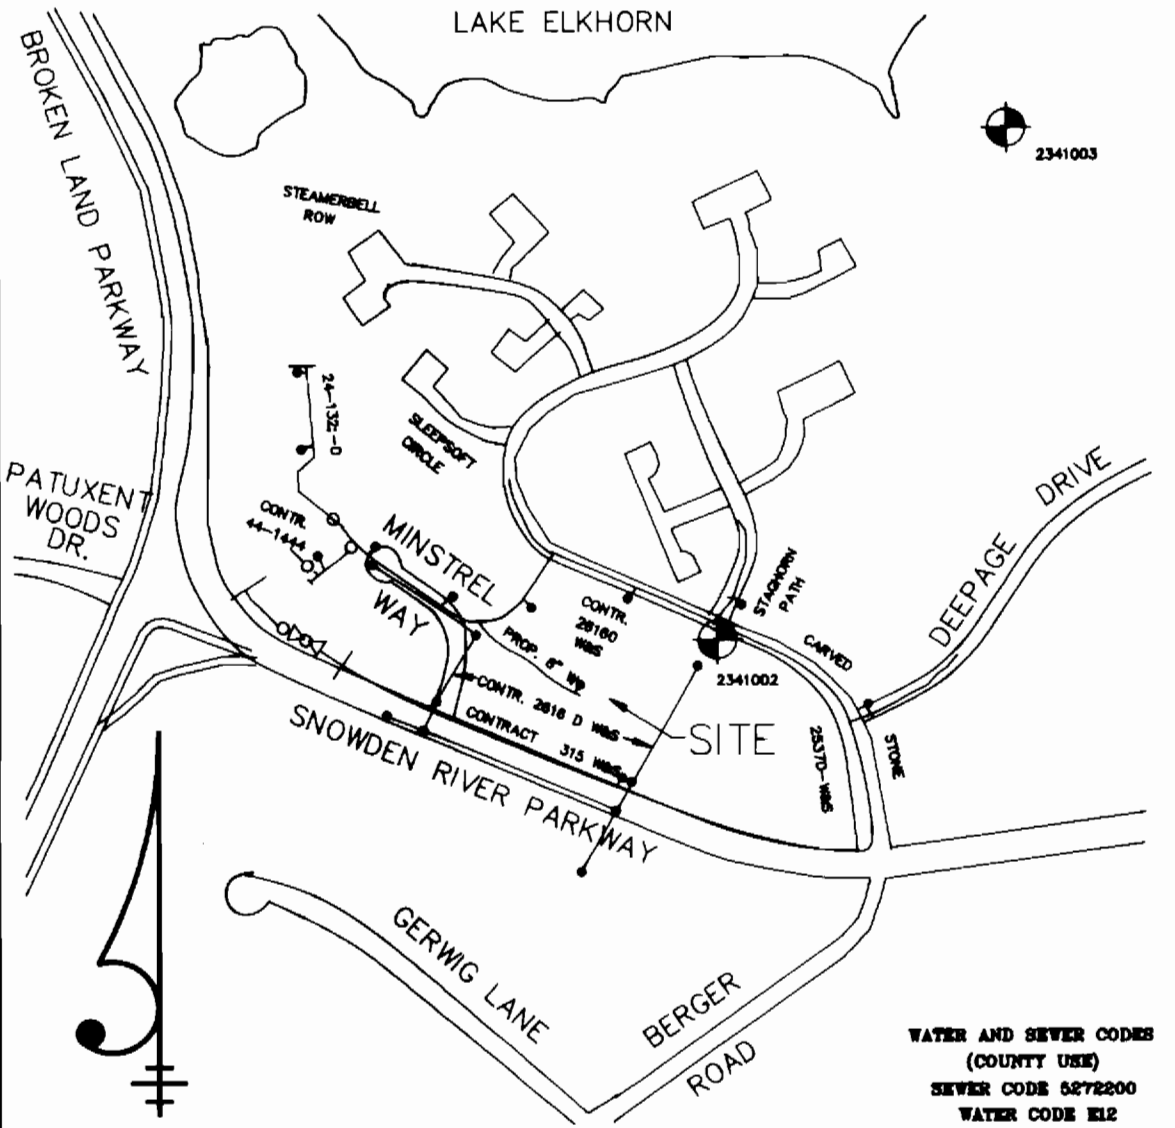 LAKE ELKHORN
BROKEN LAND PARKWAY
2341003
STEAMERBELL
ROW
24-132:-D
SLEEPSOFT
CIRCLE
PATUXENT
WOODS
DR.
CONTR.
44-1444
MINSTREL
WAY
CONTR.
26160
W&S
STAGHORN
PATH
DEEPAGE DRIVE
PROP. 8"
CARVED
STONE
2341002
CONTR. 2616 D W&S
SITE
CONTRACT 315 W&S
25370-W&S
SNOWDEN RIVER PARKWAY
GERWIG LANE
BERGER
ROAD
WATER AND SEWER CODES
(COUNTY USE)
SEWER CODE 5272200
WATER CODE E12